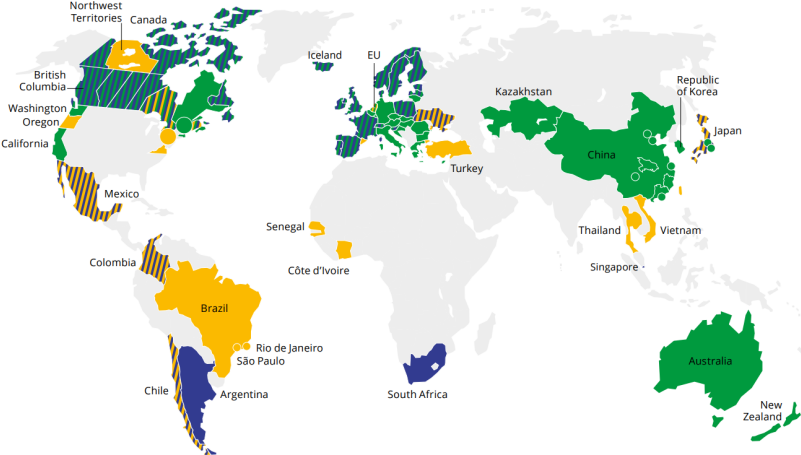 Northwest
Territories
Canada
British
Columbia
Washington
Oregon
California
Mexico
Colombia
Brazil
Rio de Janeiro
São Paulo
Chile
Argentina
Iceland
EU
Turkey
Senegal
Côte d'Ivoire
South Africa
Kazakhstan
Republic
of Korea
Japan
China
Thailand
Vietnam
Singapore
Australia
New
Zealand